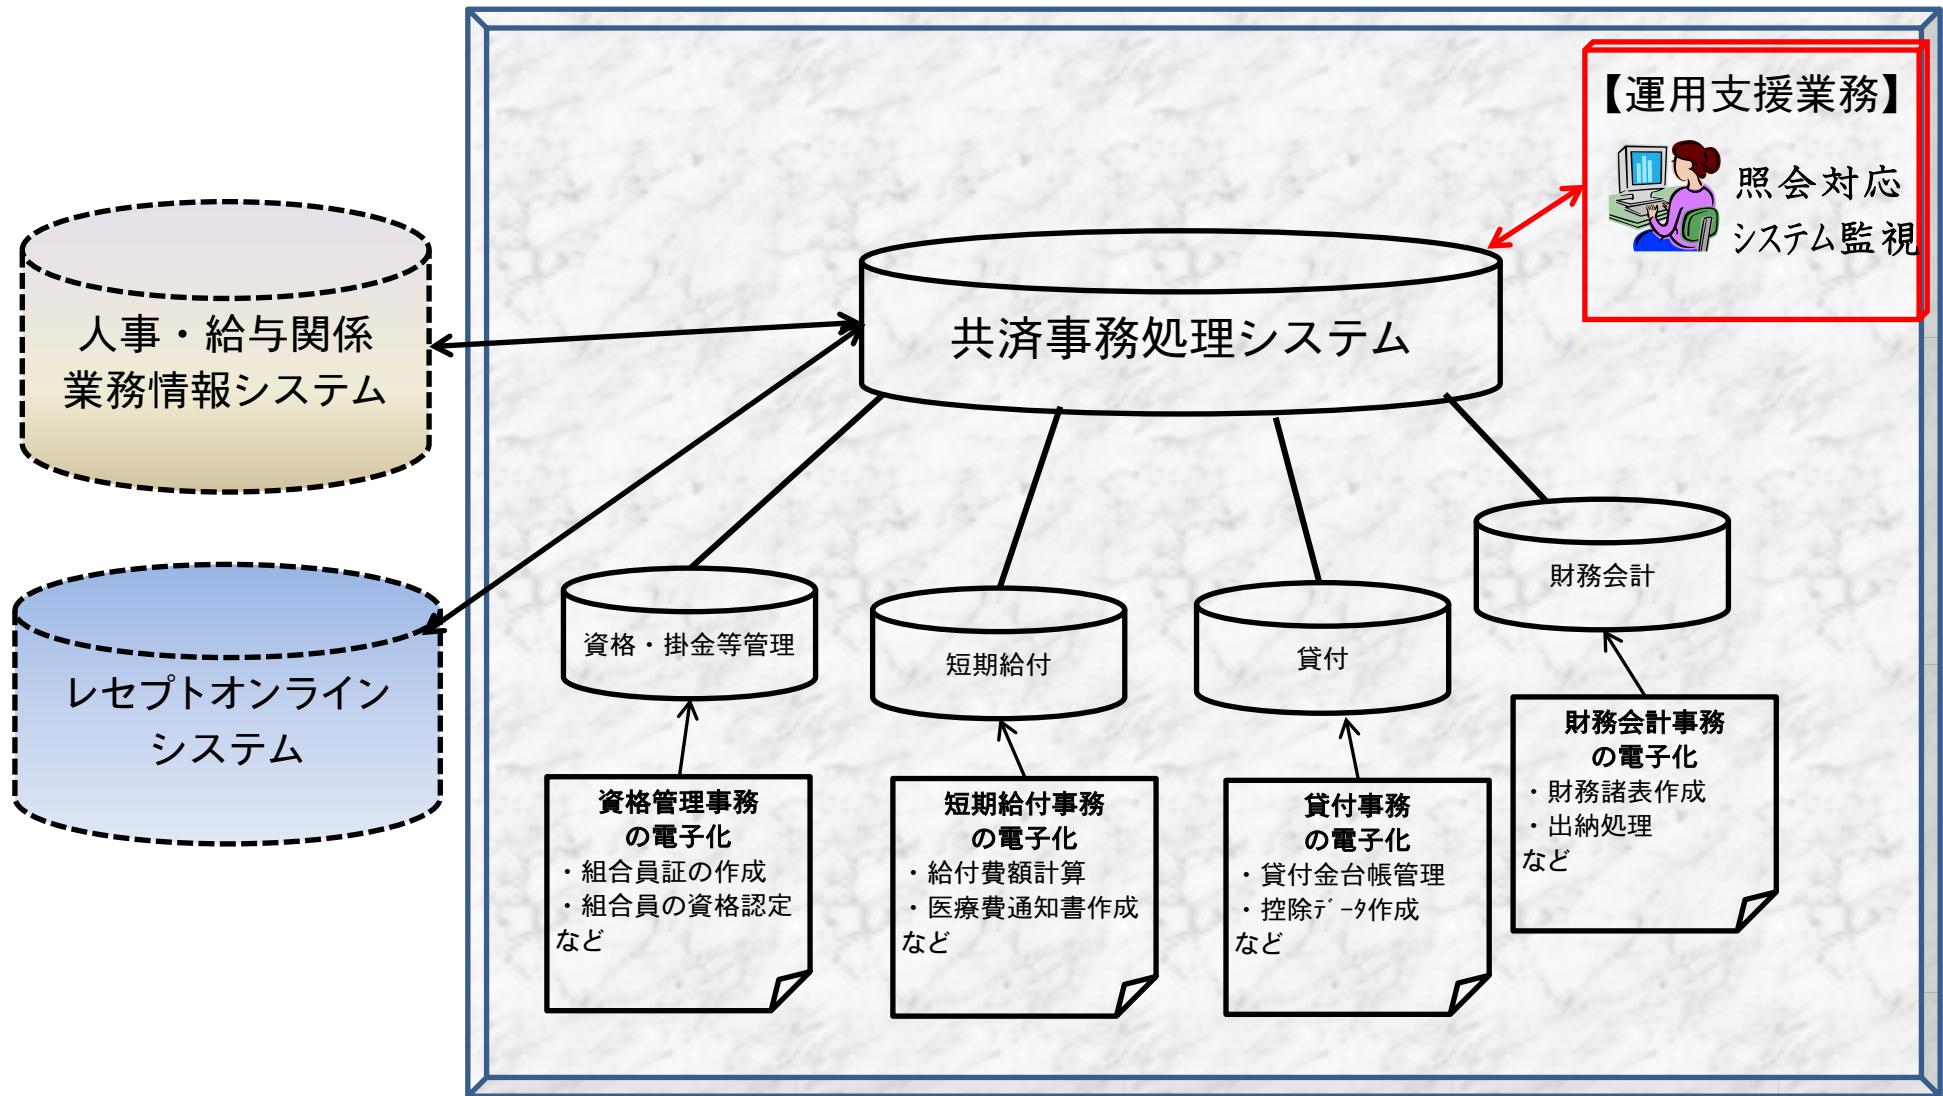 【運用支援業務】
照会対応
システム監視
人事・給与関係
業務情報システム
共済事務処理システム
レセプトオンライン
システム
資格・掛金等管理
短期給付
貸付
財務会計
資格管理事務
の電子化
・組合員証の作成
・組合員の資格認定
など
短期給付事務
の電子化
・給付費額計算
・医療費通知書作成
など
貸付事務
の電子化
・貸付金台帳管理
・控除ﾃﾞｰﾀ作成
など
財務会計事務
の電子化
・財務諸表作成
・出納処理
など